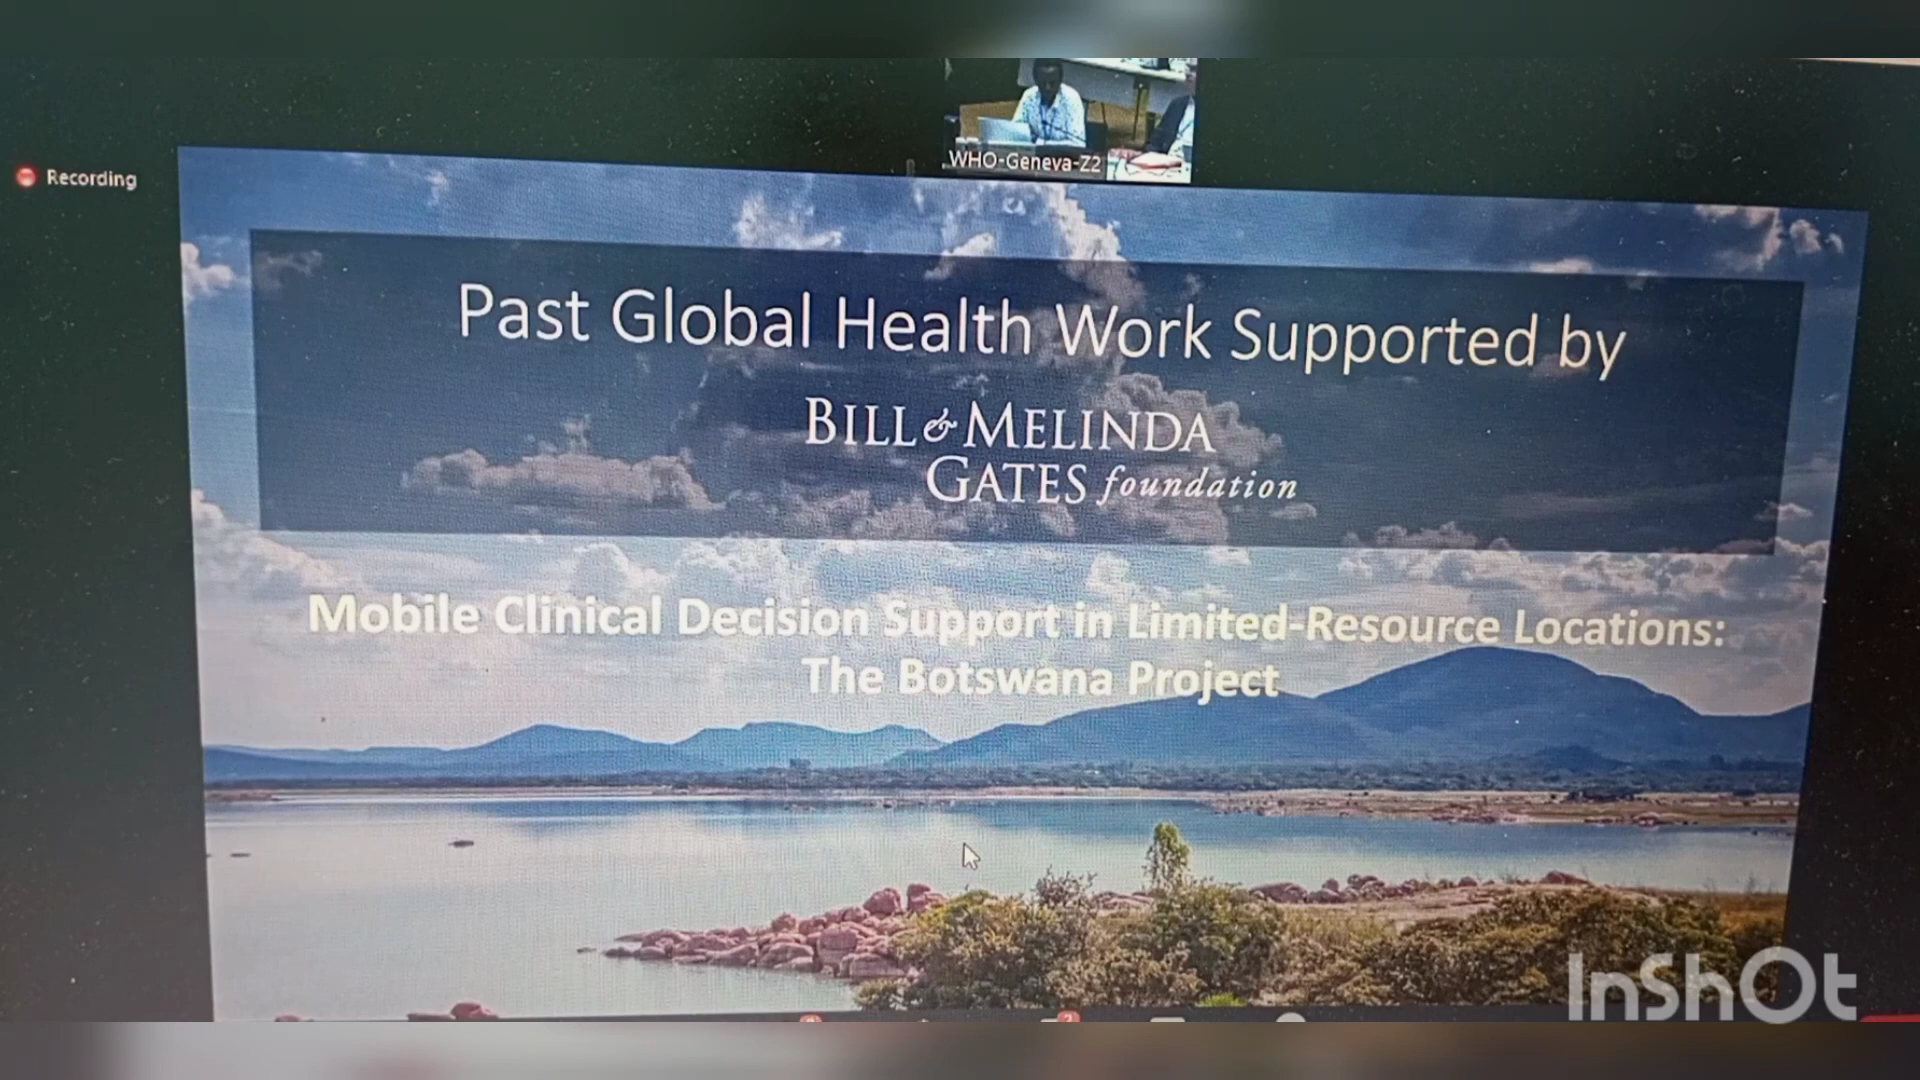 WHO-Geneva-Z2
Recording
Past Global Health Work Supported by
BILL & MELINDA
GATES foundation
Mobile Clinical Decision Support in Limited-Resource Locations:
The Botswana Project
2
InShOt